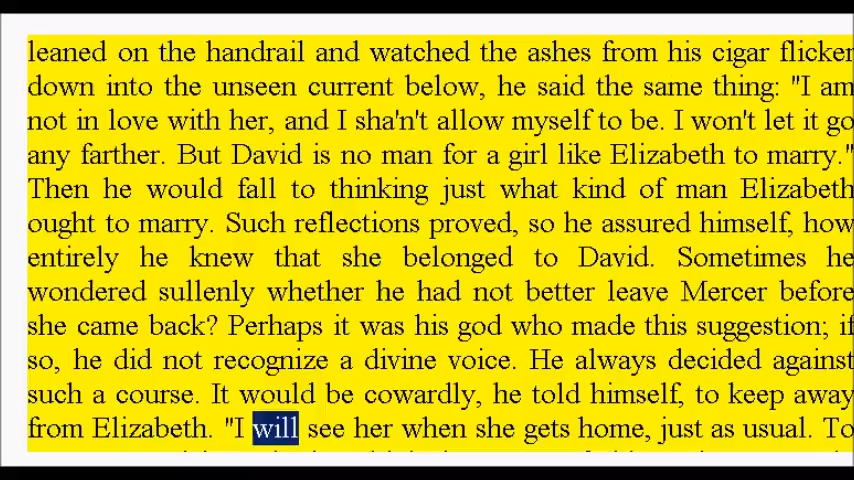 leaned on the handrail and watched the ashes from his cigar flicker
down into the unseen current below, he said the same thing: "I am
not in love with her, and I sha'n't allow myself to be. I won't let it go
any farther. But David is no man for a girl like Elizabeth to marry."
Then he would fall to thinking just what kind of man Elizabeth
ought to marry. Such reflections proved, so he assured himself, how
entirely he knew that she belonged to David. Sometimes he
wondered sullenly whether he had not better leave Mercer before
she came back? Perhaps it was his god who made this suggestion; if
so, he did not recognize a divine voice. He always decided against
such a course. It would be cowardly, he told himself, to keep away
from Elizabeth. "I will see her when she gets home, just as usual. To